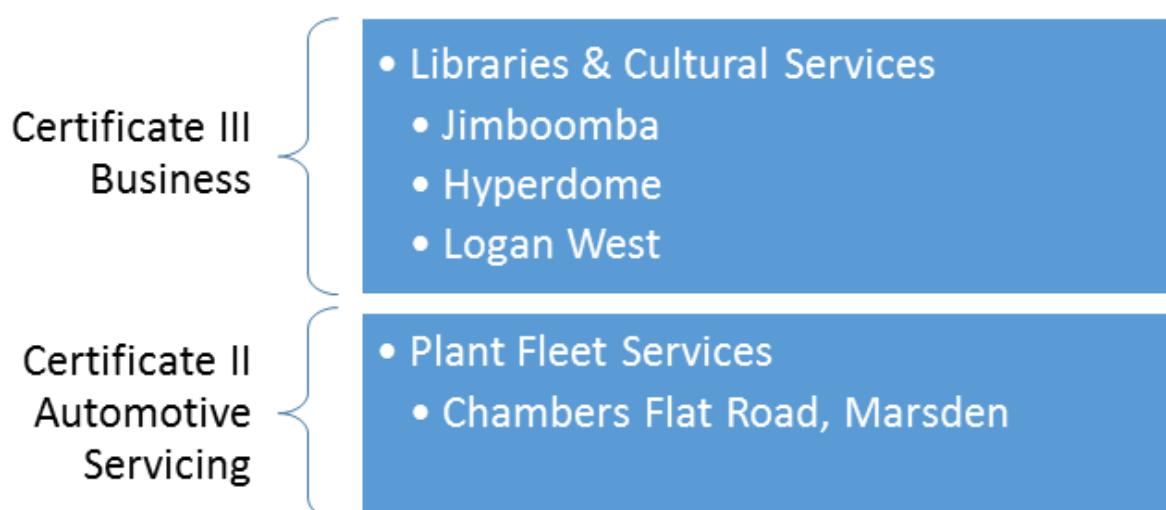 Certificate III
Business
• Libraries & Cultural Services
• Jimboomba
• Hyperdome
• Logan West
Certificate II
Automotive
Servicing
• Plant Fleet Services
• Chambers Flat Road, Marsden